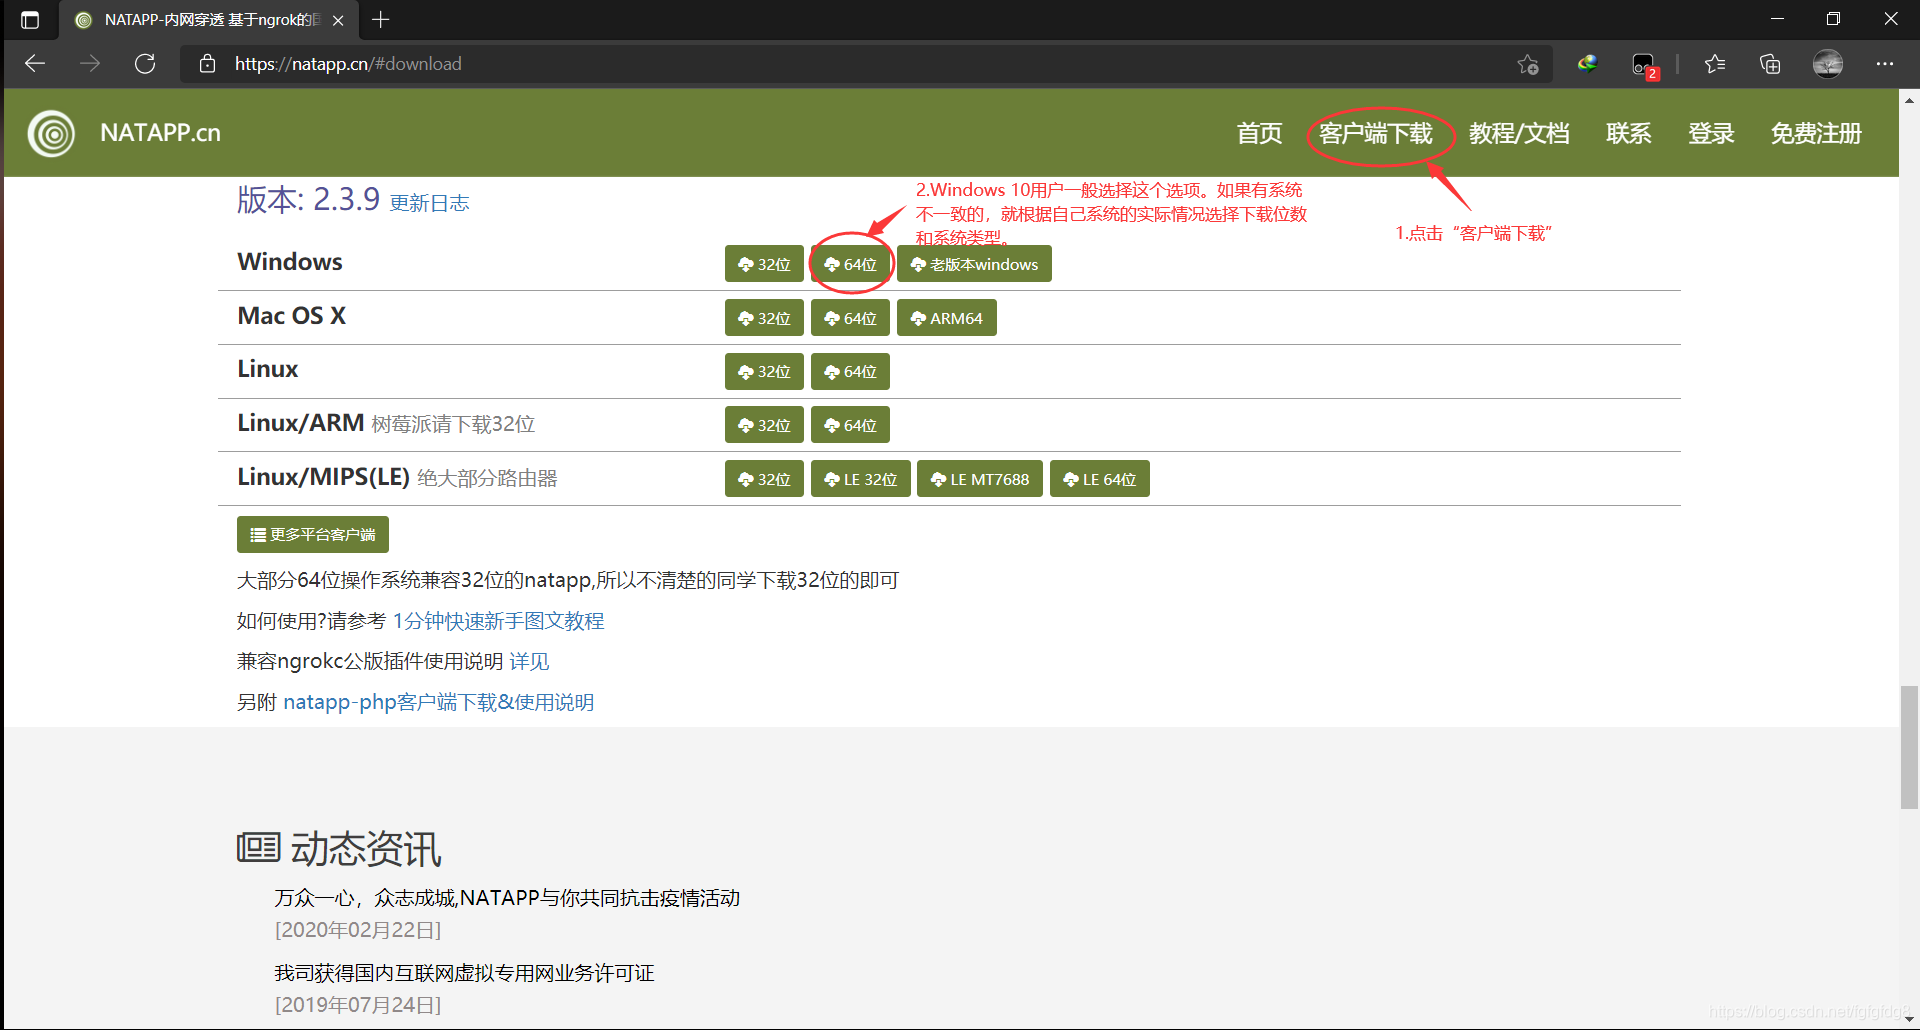 NATAPP-内网穿透 基于ngrok的
https://natapp.cn/#download
2
NATAPP.cn
首页
客户端下载
教程/文档
联系
登录
免费注册
版本: 2.3.9 更新日志
2.Windows 10用户一般选择这个选项。如果有系统
不一致的，就根据自己系统的实际情况选择下载位数
和系统类型。
1.点击“客户端下载”
Windows
32位
64位
老版本windows
Mac OS X
32位
64位
ARM64
Linux
32位
64位
Linux/ARM 树莓派请下载32位
32位
64位
Linux/MIPS(LE) 绝大部分路由器
32位
LE 32位
LE MT7688
LE 64位
更多平台客户端
大部分64位操作系统兼容32位的natapp,所以不清楚的同学下载32位的即可
如何使用?请参考 1分钟快速新手图文教程
兼容ngrokc公版插件使用说明 详见
另附 natapp-php客户端下载&使用说明
动态资讯
万众一心，众志成城,NATAPP与你共同抗击疫情活动
[2020年02月22日]
我司获得国内互联网虚拟专用网业务许可证
[2019年07月24日]
https://blog.csdn.net/fgfgfdg8